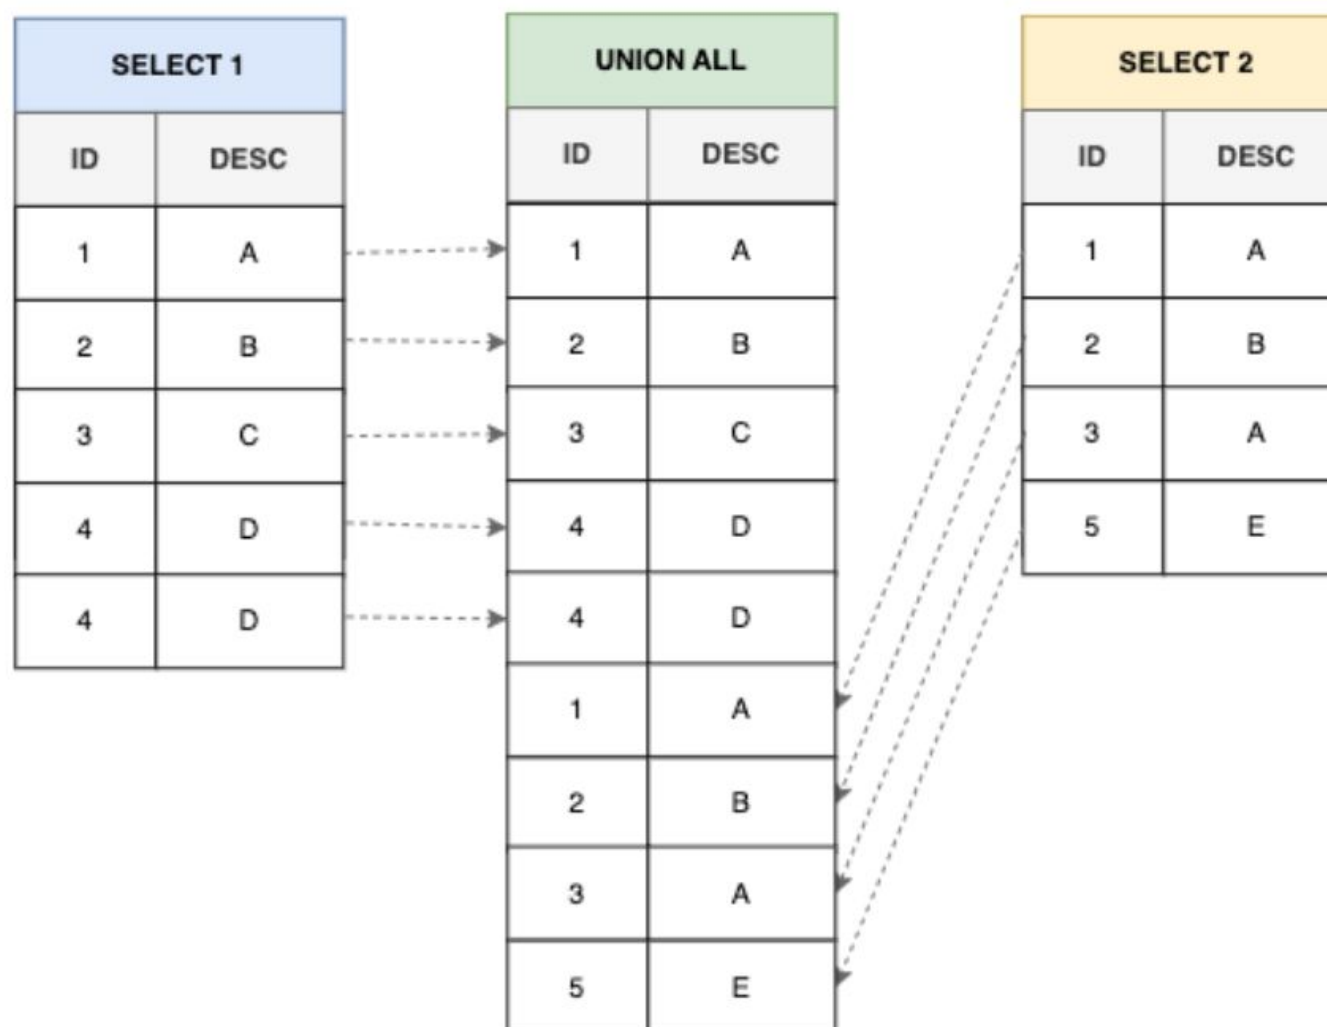 SELECT 1
ID DESC
1 A
2 B
3 C
4 D
4 D
UNION ALL
ID DESC
1 A
2 B
3 C
4 D
4 D
1 A
2 B
3 A
5 E
SELECT 2
ID DESC
1 A
2 B
3 A
5 E